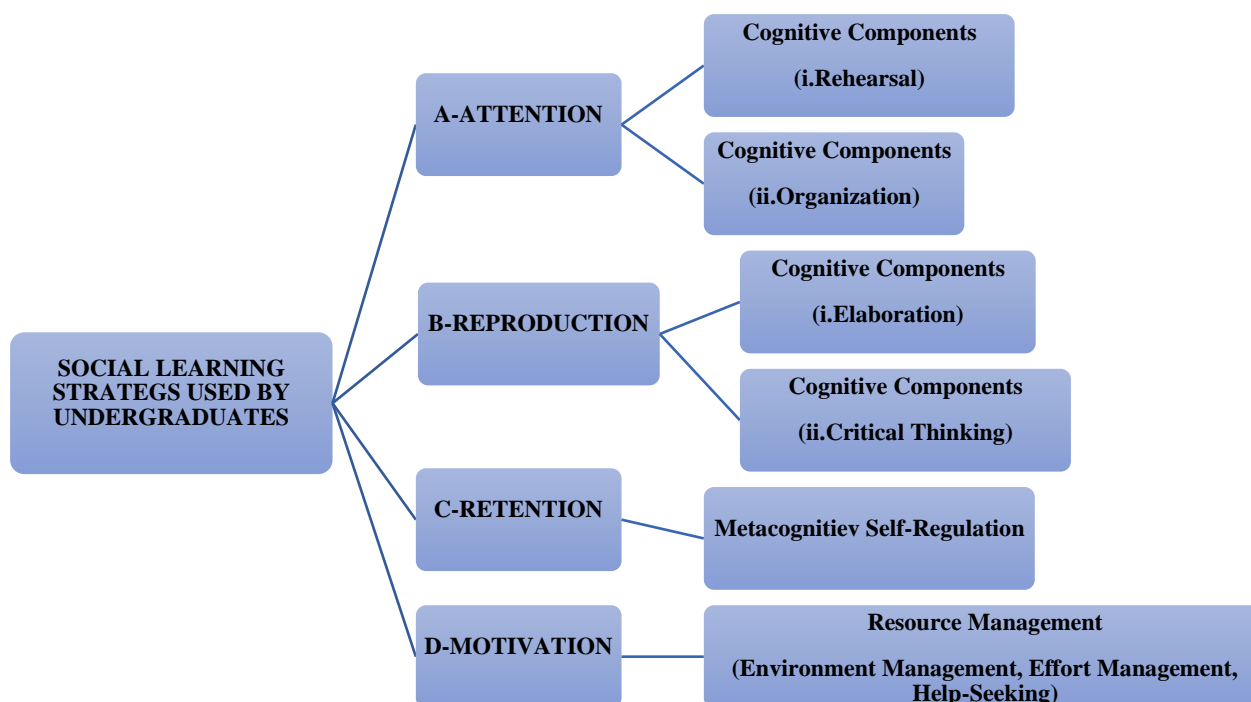 SOCIAL LEARNING
STRATEGS USED BY
UNDERGRADUATES
A-ATTENTION
Cognitive Components
(i.Rehearsal)
Cognitive Components
(ii.Organization)
B-REPRODUCTION
Cognitive Components
(i.Elaboration)
Cognitive Components
(ii.Critical Thinking)
C-RETENTION
Metacognitiev Self-Regulation
D-MOTIVATION
Resource Management
(Environment Management, Effort Management,
Help-Seeking)